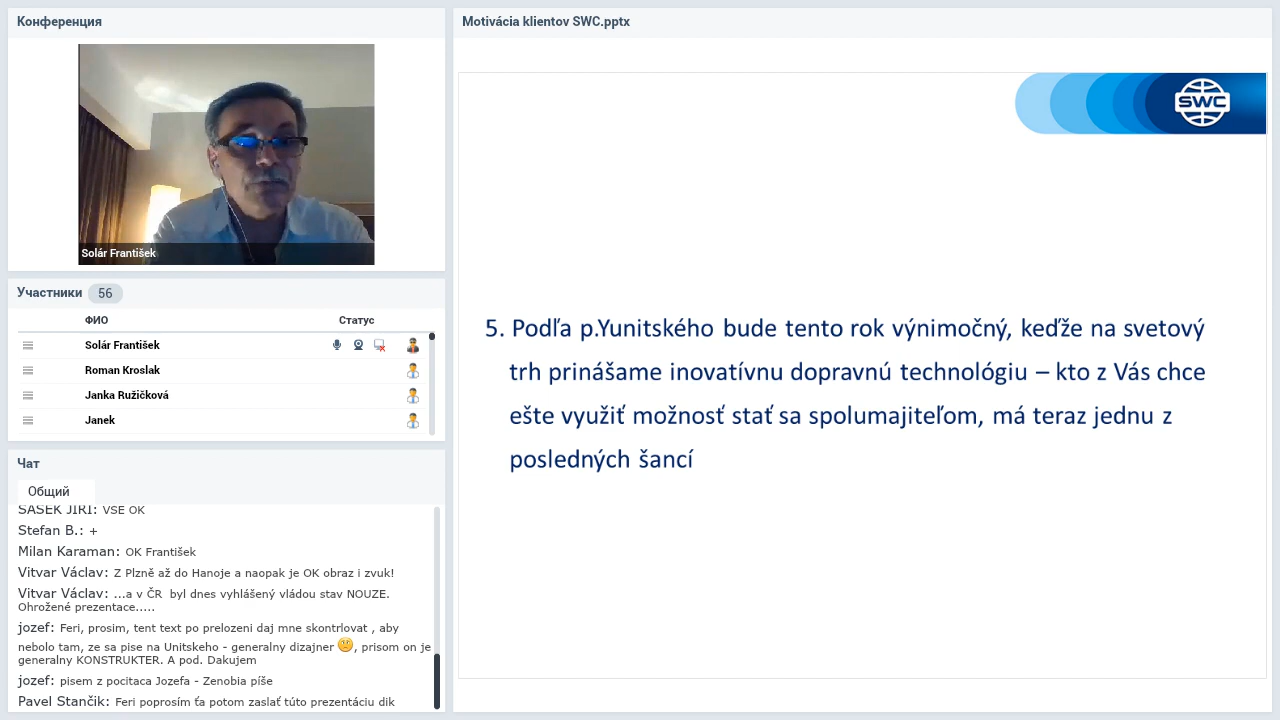 Конференция
Solár František
Участники 56
ФИО Статус
Solár František
Roman Kroslak
Janka Ružičková
Janek
Чат
Общий
SASEK JIRI: VSE OK
Stefan B.: +
Milan Karaman: OK František
Vitvar Václav: Z Plzně až do Hanoje a naopak je OK obraz i zvuk!
Vitvar Václav: ...a v ČR byl dnes vyhlášený vládou stav NOUZE.
Ohrožené prezentace.....
jozef: Feri, prosim, tent text po prelozeni daj mne skontrlovat , aby
nebolo tam, ze sa pise na Unitskeho - generalny dizajner , prisom on je
generalny KONSTRUKTER. A pod. Dakujem
jozef: pisem z pocitaca Jozefa - Zenobia píše
Pavel Stančik: Feri poprosím ťa potom zaslať túto prezentáciu dik
Motivácia klientov SWC.pptx
SWC
5. Podľa p.Yunitského bude tento rok výnimočný, keďže na svetový
trh prinášame inovatívnu dopravnú technológiu – kto z Vás chce
ešte využiť možnosť stať sa spolumajiteľom, má teraz jednu z
posledných šancí